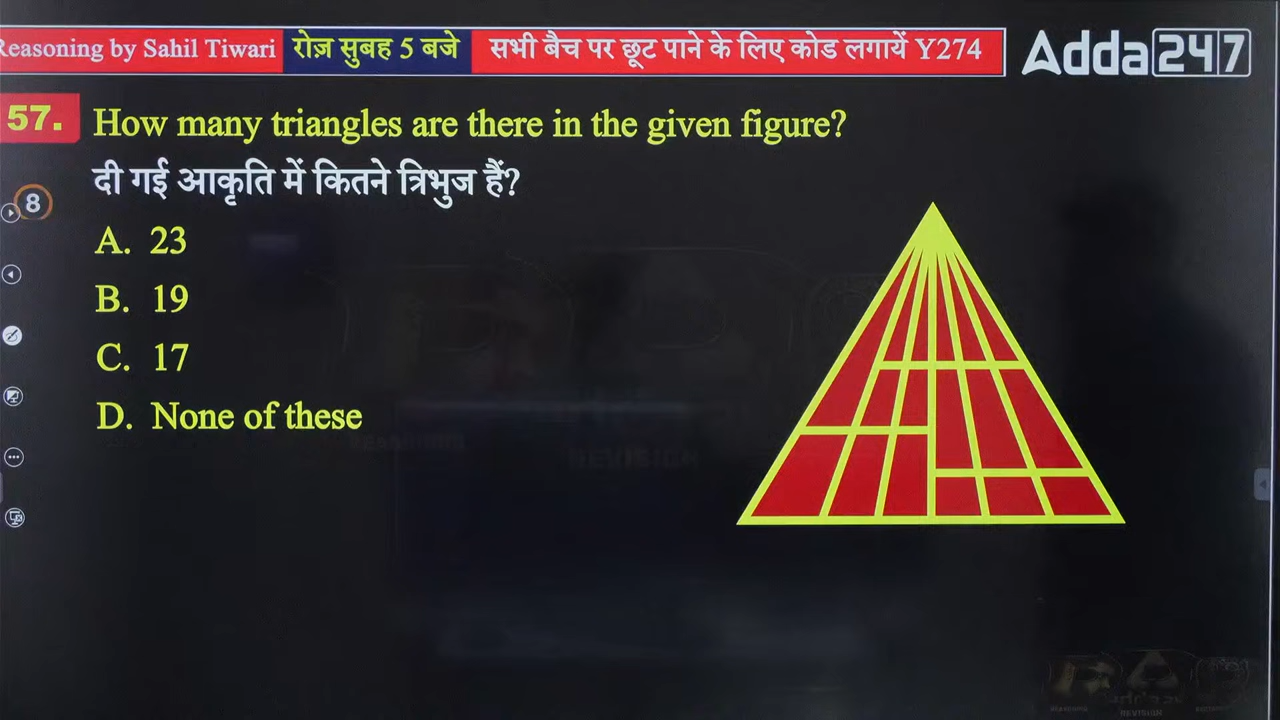 Reasoning by Sahil Tiwari रोज़ सुबह 5 बजे सभी बैच पर छूट पाने के लिए कोड लगायें Y274 Adda247
57. How many triangles are there in the given figure?
दी गई आकृति में कितने त्रिभुज हैं?
8
A. 23
B. 19
C. 17
D. None of these
REVISION